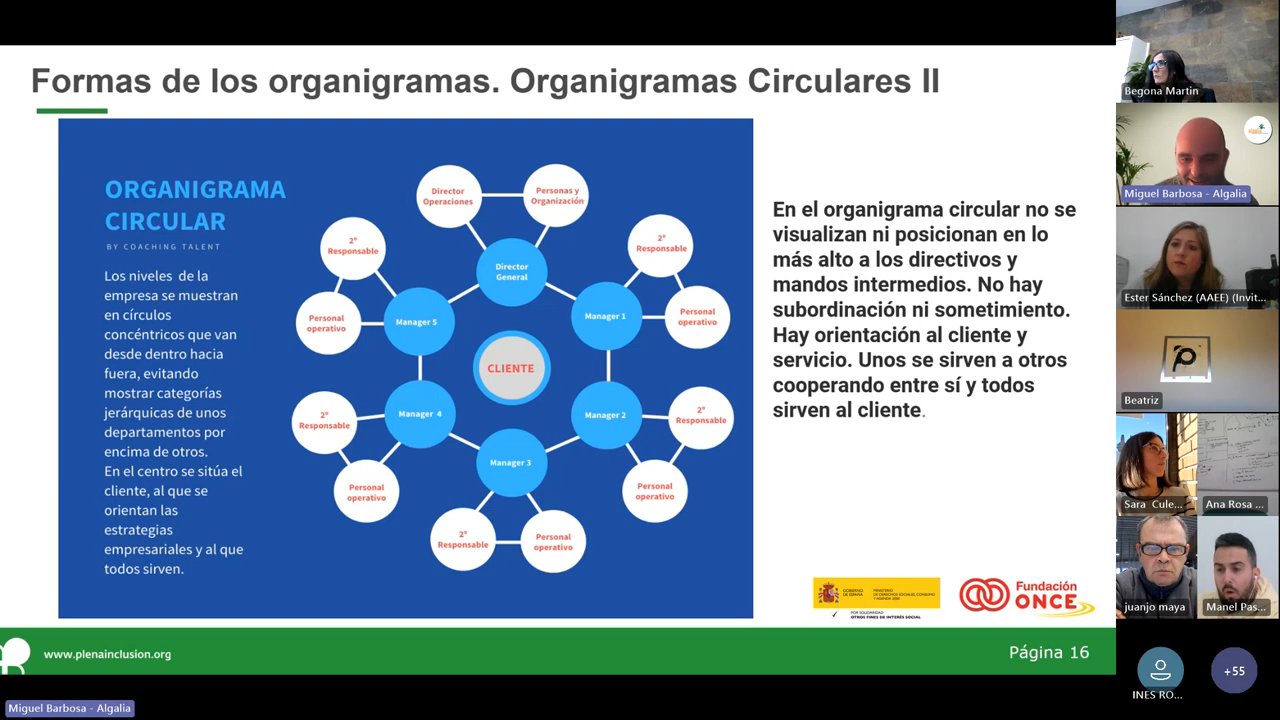 Formas de los organigramas. Organigramas Circulares II
ORGANIGRAMA
CIRCULAR
BY COACHING TALENT
Los niveles de la
empresa se muestran
en círculos
concéntricos que van
desde dentro hacia
fuera, evitando
mostrar categorías
jerárquicas de unos
departamentos por
encima de otros.
En el centro se sitúa el
cliente, al que se
orientan las
estrategias
empresariales y al que
todos sirven.
Director
Operaciones
Personas y
Organización
2º
Responsable
Personal
operativo
Director
General
2º
Responsable
Personal
operativo
Manager 5
Manager 1
CLIENTE
Manager 4
Manager 2
Manager 3
2º
Responsable
Personal
operativo
2º
Responsable
Personal
operativo
2º
Responsable
Personal
operativo
En el organigrama circular no se
visualizan ni posicionan en lo
más alto a los directivos y
mandos intermedios. No hay
subordinación ni sometimiento.
Hay orientación al cliente y
servicio. Unos se sirven a otros
cooperando entre sí y todos
sirven al cliente.
GOBIERNO
DE ESPAÑA
MINISTERIO
DE DERECHOS SOCIALES, CONSUMO
Y AGENDA 2030
POR SOLIDARIDAD
OTROS FINES DE INTERÉS SOCIAL
Fundación
ONCE
www.plenainclusion.org
Página 16
Miguel Barbosa - Algalia
Begona Martin
Miguel Barbosa - Algalia
Ester Sánchez (AAEE) (Invit...
Beatriz
Sara Cule...
Ana Rosa ...
juanjo maya
Manel Pas...
INES RO...
+55